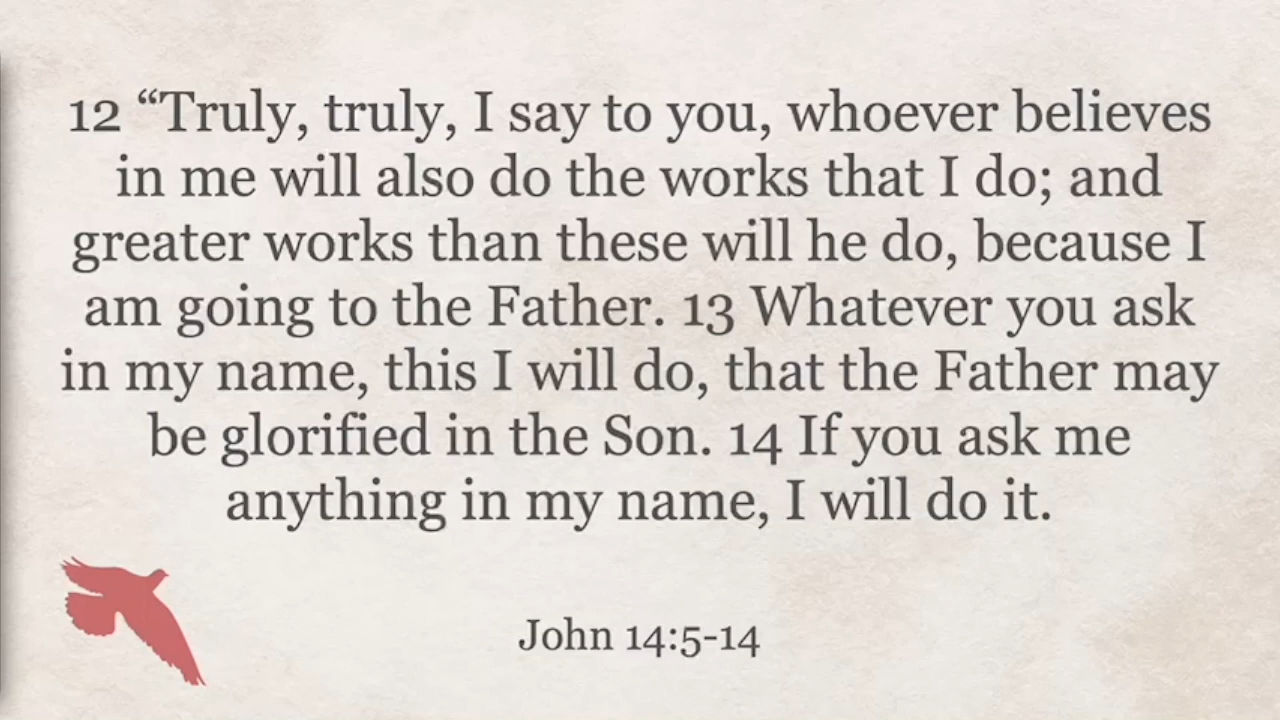 12 “Truly, truly, I say to you, whoever believes
in me will also do the works that I do; and
greater works than these will he do, because I
am going to the Father. 13 Whatever you ask
in my name, this I will do, that the Father may
be glorified in the Son. 14 If you ask me
anything in my name, I will do it.
John 14:5-14